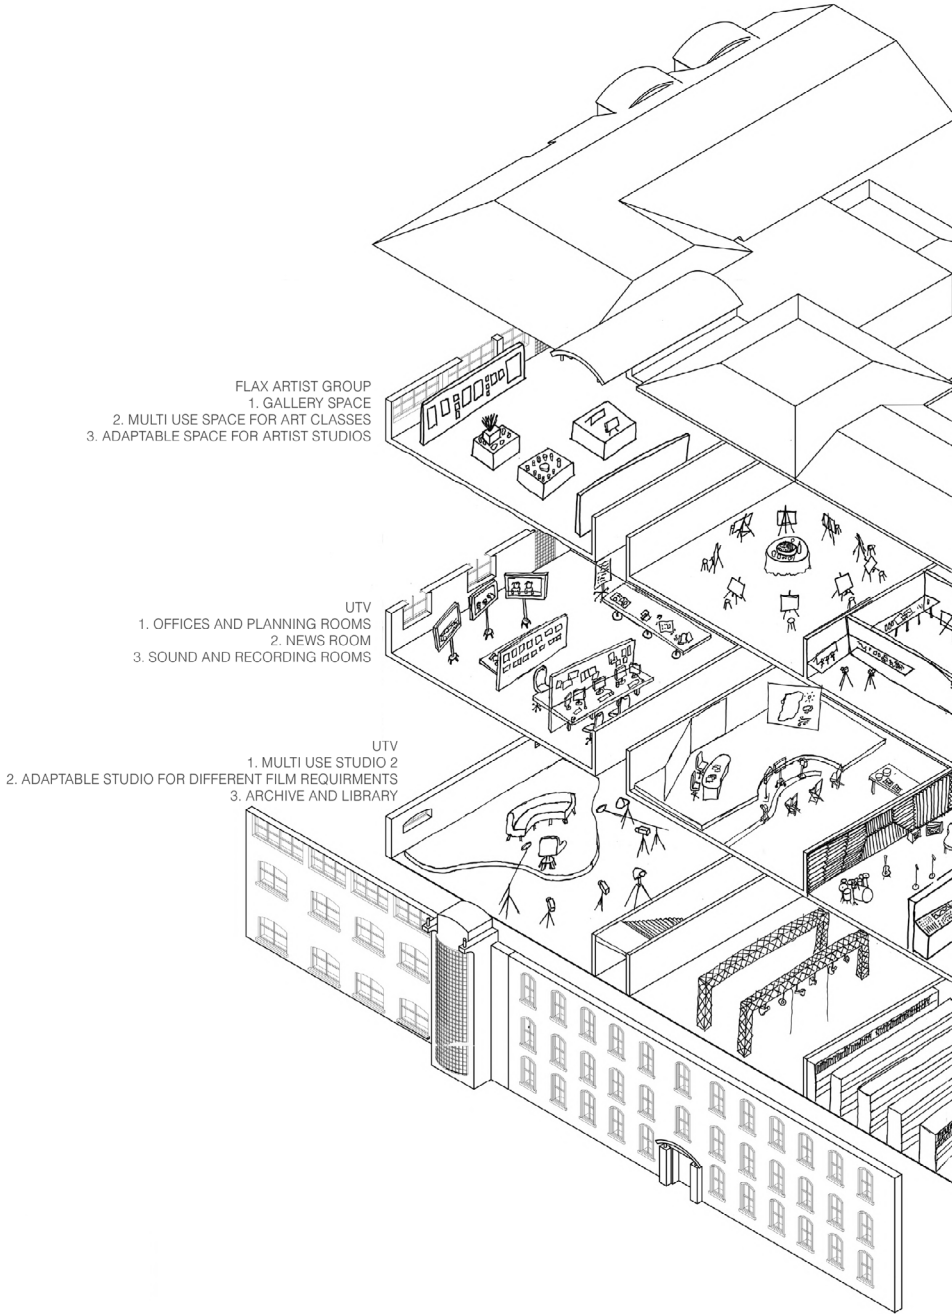 FLAX ARTIST GROUP
1. GALLERY SPACE
2. MULTI USE SPACE FOR ART CLASSES
3. ADAPTABLE SPACE FOR ARTIST STUDIOS
UTV
1. OFFICES AND PLANNING ROOMS
2. NEWS ROOM
3. SOUND AND RECORDING ROOMS
UTV
1. MULTI USE STUDIO 2
2. ADAPTABLE STUDIO FOR DIFFERENT FILM REQUIRMENTS
3. ARCHIVE AND LIBRARY